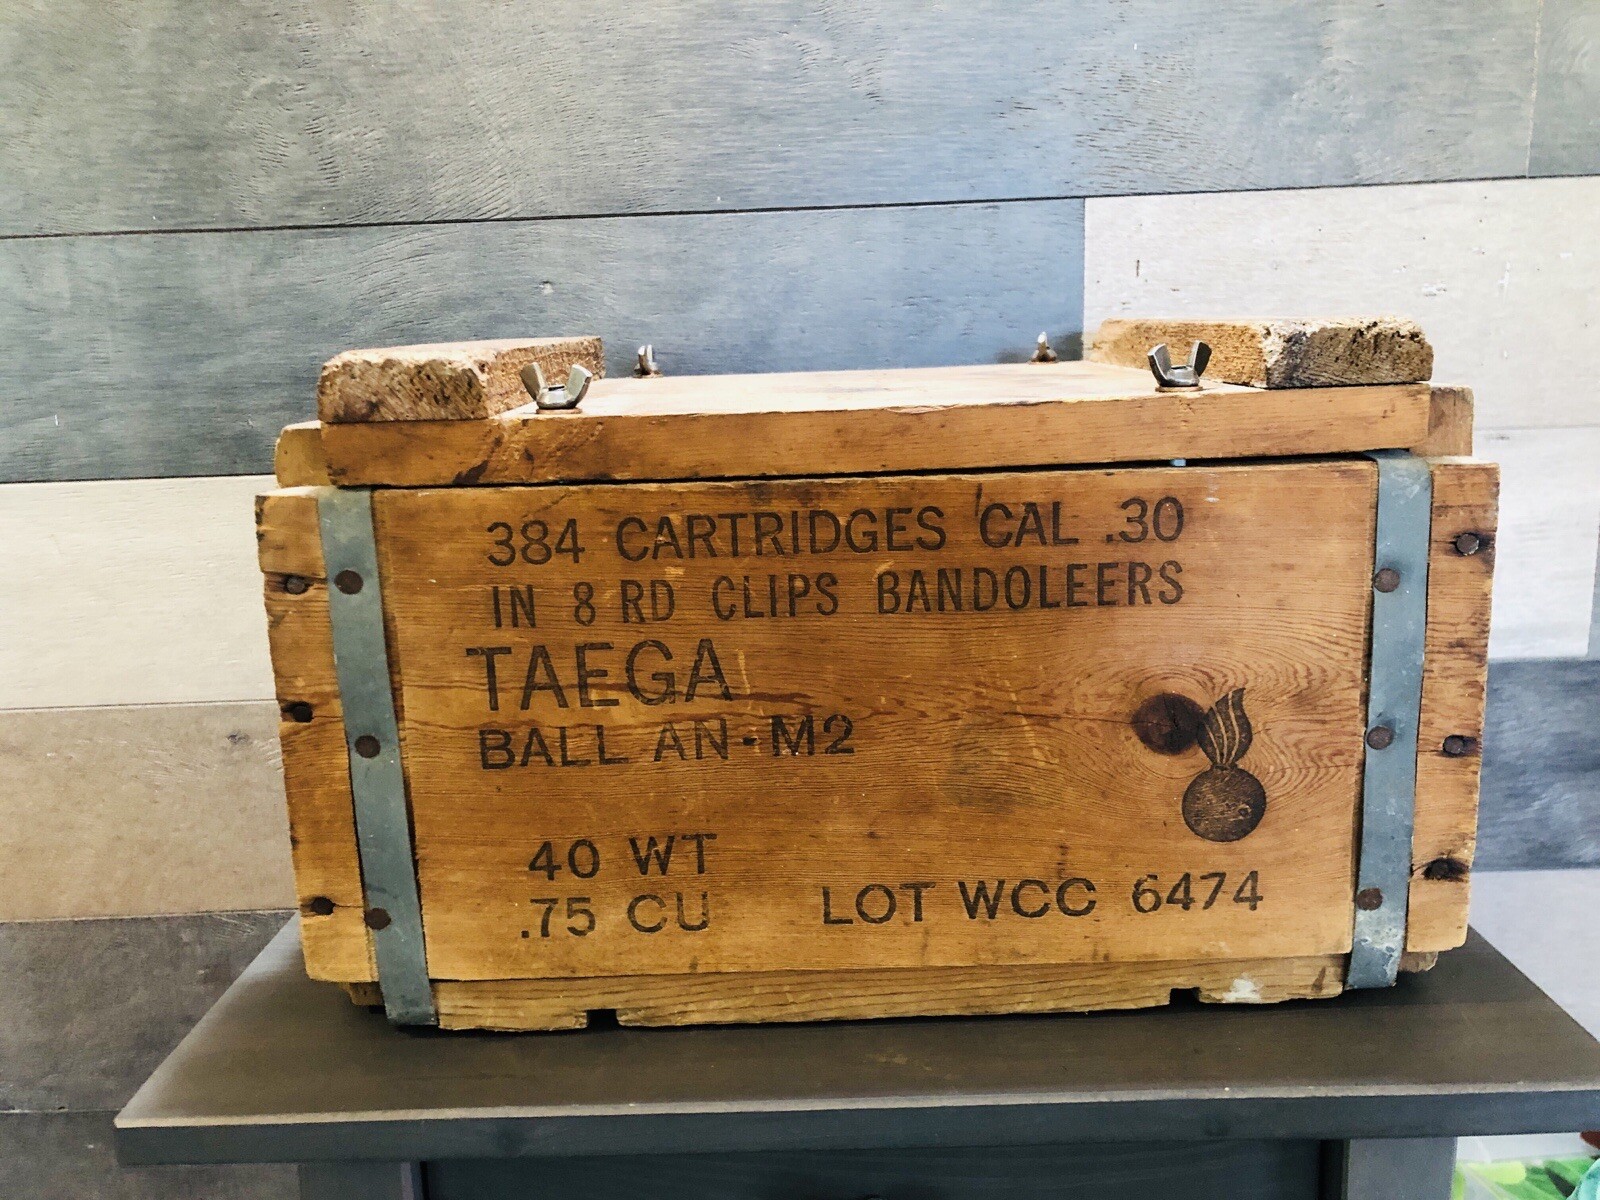 384 CARTRIDGES CAL .30
IN 8 RD CLIPS BANDOLEERS
TAEGA
BALL AN-M2
40 WT
.75 CU LOT WCC 6474